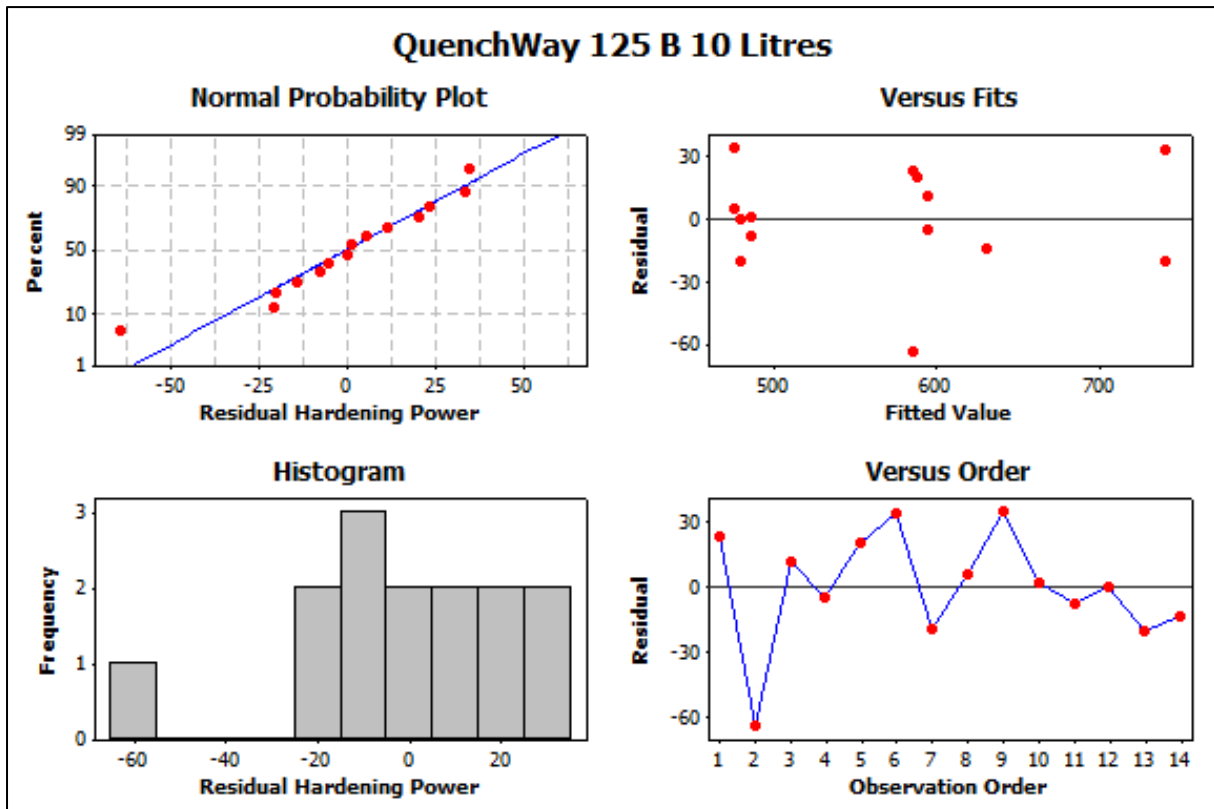 QuenchWay 125 B 10 Litres
Normal Probability Plot
99
90
50
10
1
Percent
-50 -25 0 25 50
Residual Hardening Power
Versus Fits
30
0
-30
-60
Residual
500 600 700
Fitted Value
Histogram
3
2
1
0
Frequency
-60 -40 -20 0 20
Residual Hardening Power
Versus Order
30
0
-30
-60
Residual
1 2 3 4 5 6 7 8 9 10 11 12 13 14
Observation Order